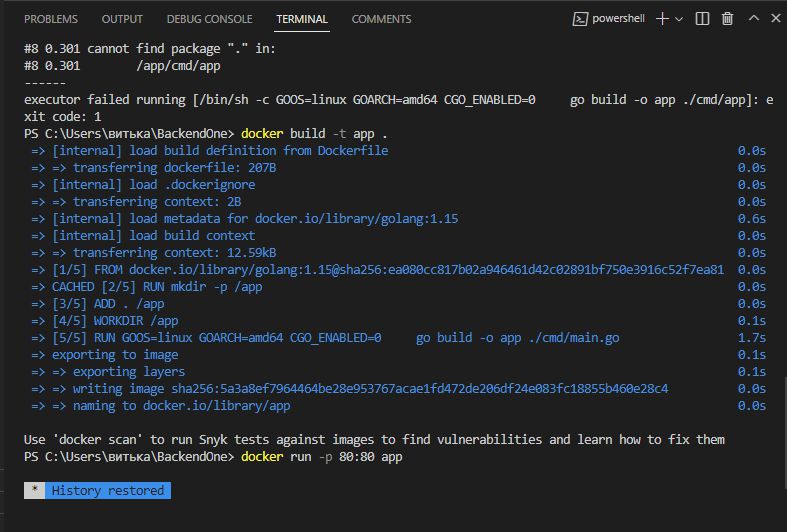 PROBLEMS OUTPUT DEBUG CONSOLE TERMINAL COMMENTS powershell
#8 0.301 cannot find package "." in:
#8 0.301 /app/cmd/app
------
executor failed running [/bin/sh -c GOOS=linux GOARCH=amd64 CGO_ENABLED=0 go build -o app ./cmd/app]: e
xit code: 1
PS C:\Users\витька\BackendOne> docker build -t app .
=> [internal] load build definition from Dockerfile 0.0s
=> => transferring dockerfile: 207B 0.0s
=> [internal] load .dockerignore 0.0s
=> => transferring context: 2B 0.0s
=> [internal] load metadata for docker.io/library/golang:1.15 0.6s
=> [internal] load build context 0.0s
=> => transferring context: 12.59kB 0.0s
=> [1/5] FROM docker.io/library/golang:1.15@sha256:ea080cc817b02a946461d42c02891bf750e3916c52f7ea81 0.0s
=> CACHED [2/5] RUN mkdir -p /app 0.0s
=> [3/5] ADD . /app 0.0s
=> [4/5] WORKDIR /app 0.1s
=> [5/5] RUN GOOS=linux GOARCH=amd64 CGO_ENABLED=0 go build -o app ./cmd/main.go 1.7s
=> exporting to image 0.1s
=> => exporting layers 0.1s
=> => writing image sha256:5a3a8ef7964464be28e953767acae1fd472de206df24e083fc18855b460e28c4 0.0s
=> => naming to docker.io/library/app 0.0s
Use 'docker scan' to run Snyk tests against images to find vulnerabilities and learn how to fix them
PS C:\Users\витька\BackendOne> docker run -p 80:80 app
* History restored